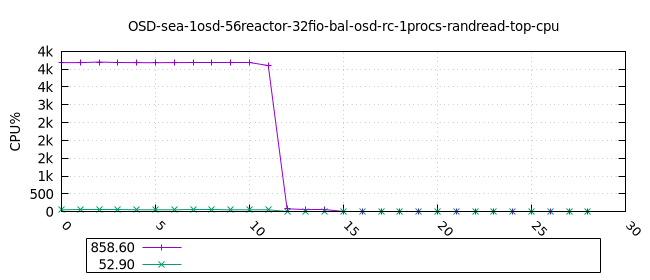 OSD-sea-1osd-56reactor-32fio-bal-osd-rc-1procs-randread-top-cpu
4k
4k
4k
3k
2k
2k
2k
1k
500
0
CPU%
0 5 10 15 20 25 30
858.60
52.90